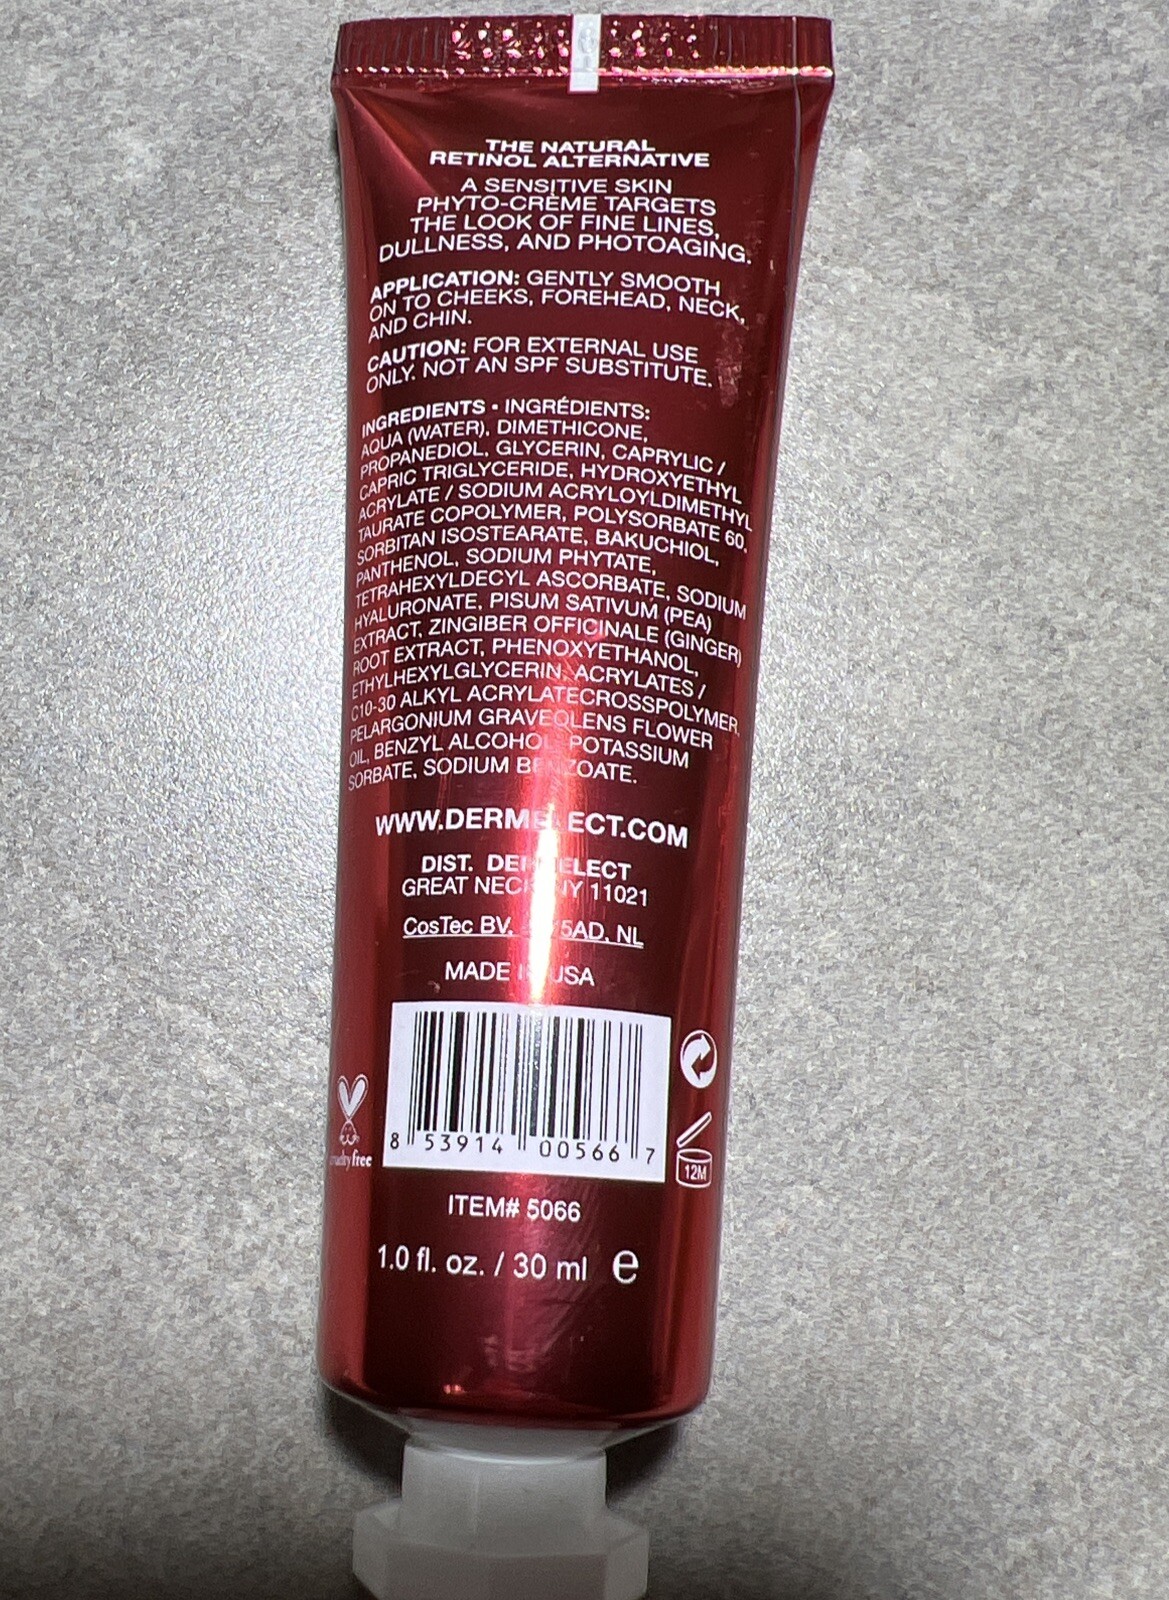 THE NATURAL
RETINOL ALTERNATIVE
A SENSITIVE SKIN
PHYTO-CRÈME TARGETS
THE LOOK OF FINE LINES,
DULLNESS, AND PHOTOAGING.
APPLICATION: GENTLY SMOOTH
ON TO CHEEKS, FOREHEAD, NECK,
AND CHIN.
CAUTION: FOR EXTERNAL USE
ONLY. NOT AN SPF SUBSTITUTE.
INGREDIENTS • INGRÉDIENTS:
AQUA (WATER), DIMETHICONE,
PROPANEDIOL, GLYCERIN, CAPRYLIC /
CAPRIC TRIGLYCERIDE, HYDROXYETHYL
ACRYLATE / SODIUM ACRYLOYLDIMETHYL
TAURATE COPOLYMER, POLYSORBATE 60,
SORBITAN ISOSTEARATE, BAKUCHIOL,
PANTHENOL, SODIUM PHYTATE,
TETRAHEXYLDECYL ASCORBATE, SODIUM
HYALURONATE, PISUM SATIVUM (PEA)
EXTRACT, ZINGIBER OFFICINALE (GINGER)
ROOT EXTRACT, PHENOXYETHANOL,
ETHYLHEXYLGLYCERIN, ACRYLATES /
C10-30 ALKYL ACRYLATECROSSPOLYMER,
PELARGONIUM GRAVEOLENS FLOWER
OIL, BENZYL ALCOHOL, POTASSIUM
SORBATE, SODIUM BENZOATE.
WWW.DERMELECT.COM
DIST. DERMELECT
GREAT NECK NY 11021
CosTec BV, NL
MADE IN USA
8 53914 00566 7
cruelty free
12M
ITEM# 5066
1.0 fl. oz. / 30 ml e